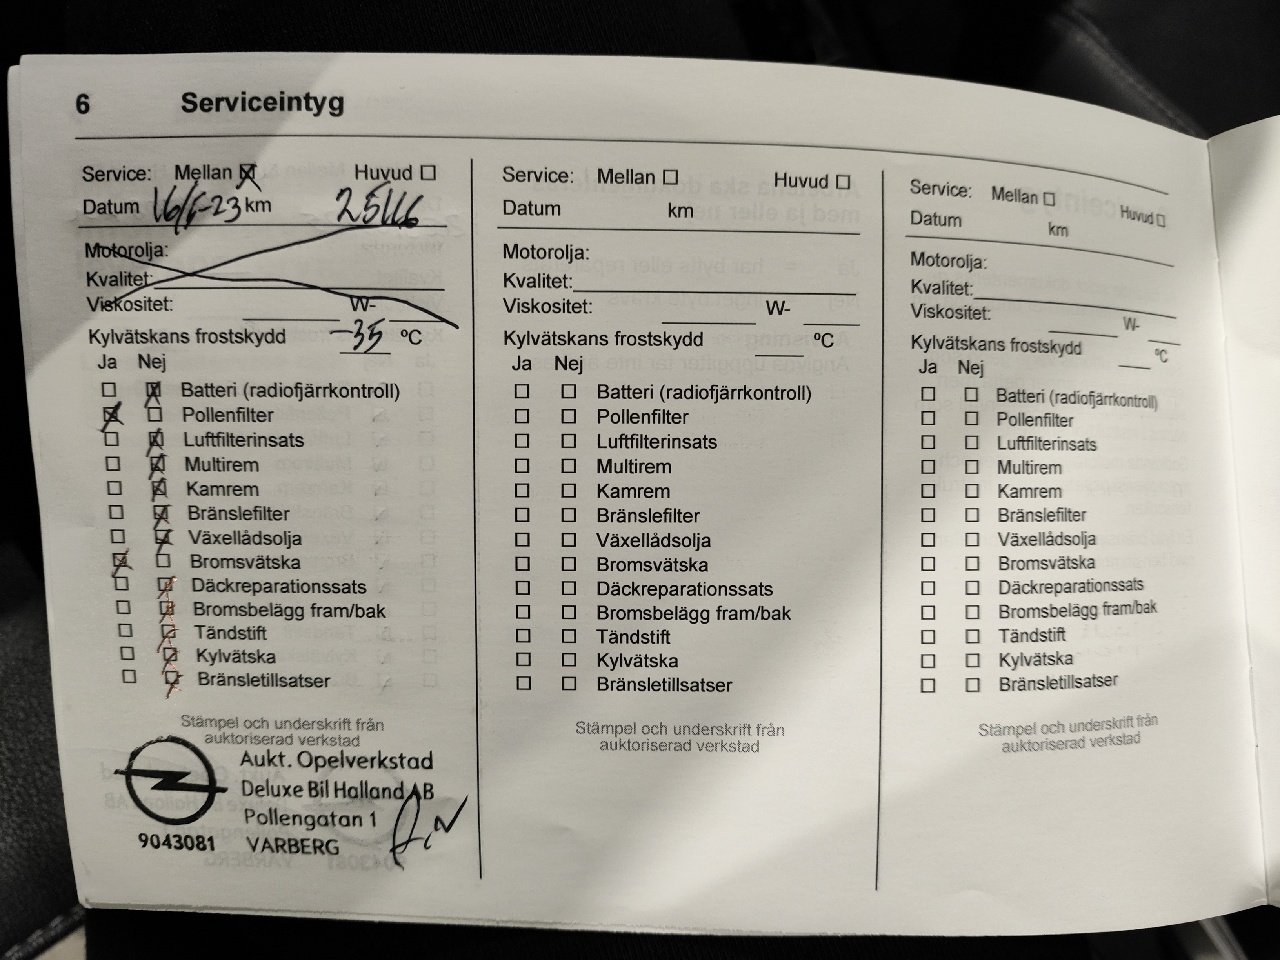 6 Serviceintyg
Service: Mellan ☒ Huvud ☐
Datum 16/5-23 km 25116
Motorolja:
Kvalitet:
Viskositet: W-
Kylvätskans frostskydd -35 °C
Ja Nej
☐ ☒ Batteri (radiofjärrkontroll)
☒ ☐ Pollenfilter
☐ ☒ Luftfilterinsats
☐ ☒ Multirem
☐ ☒ Kamrem
☐ ☒ Bränslefilter
☐ ☒ Växellådsolja
☒ ☐ Bromsvätska
☐ ☒ Däckreparationssats
☐ ☒ Bromsbelägg fram/bak
☐ ☒ Tändstift
☐ ☒ Kylvätska
☐ ☒ Bränsletillsatser
Stämpel och underskrift från
auktoriserad verkstad
Aukt. Opelverkstad
Deluxe Bil Halland AB
Pollengatan 1
9043081 VARBERG
Service: Mellan ☐ Huvud ☐
Datum km
Motorolja:
Kvalitet:
Viskositet: W-
Kylvätskans frostskydd °C
Ja Nej
☐ ☐ Batteri (radiofjärrkontroll)
☐ ☐ Pollenfilter
☐ ☐ Luftfilterinsats
☐ ☐ Multirem
☐ ☐ Kamrem
☐ ☐ Bränslefilter
☐ ☐ Växellådsolja
☐ ☐ Bromsvätska
☐ ☐ Däckreparationssats
☐ ☐ Bromsbelägg fram/bak
☐ ☐ Tändstift
☐ ☐ Kylvätska
☐ ☐ Bränsletillsatser
Stämpel och underskrift från
auktoriserad verkstad
Service: Mellan ☐ Huvud ☐
Datum km
Motorolja:
Kvalitet:
Viskositet: W-
Kylvätskans frostskydd °C
Ja Nej
☐ ☐ Batteri (radiofjärrkontroll)
☐ ☐ Pollenfilter
☐ ☐ Luftfilterinsats
☐ ☐ Multirem
☐ ☐ Kamrem
☐ ☐ Bränslefilter
☐ ☐ Växellådsolja
☐ ☐ Bromsvätska
☐ ☐ Däckreparationssats
☐ ☐ Bromsbelägg fram/bak
☐ ☐ Tändstift
☐ ☐ Kylvätska
☐ ☐ Bränsletillsatser
Stämpel och underskrift från
auktoriserad verkstad